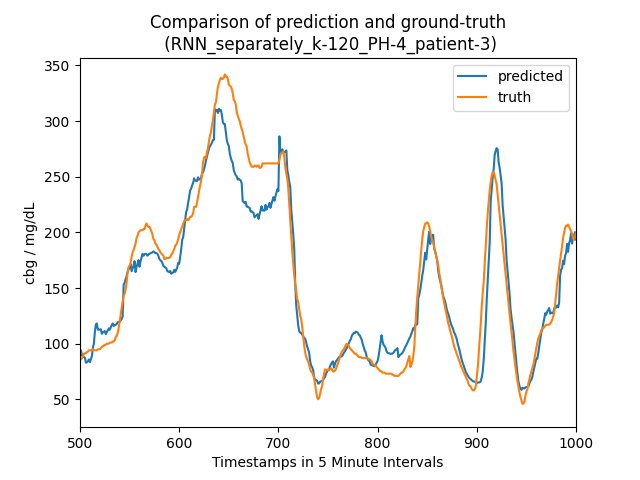 Comparison of prediction and ground-truth
(RNN_separately_k-120_PH-4_patient-3)
predicted
truth
cbg / mg/dL
350
300
250
200
150
100
50
500
600
700
800
900
1000
Timestamps in 5 Minute Intervals